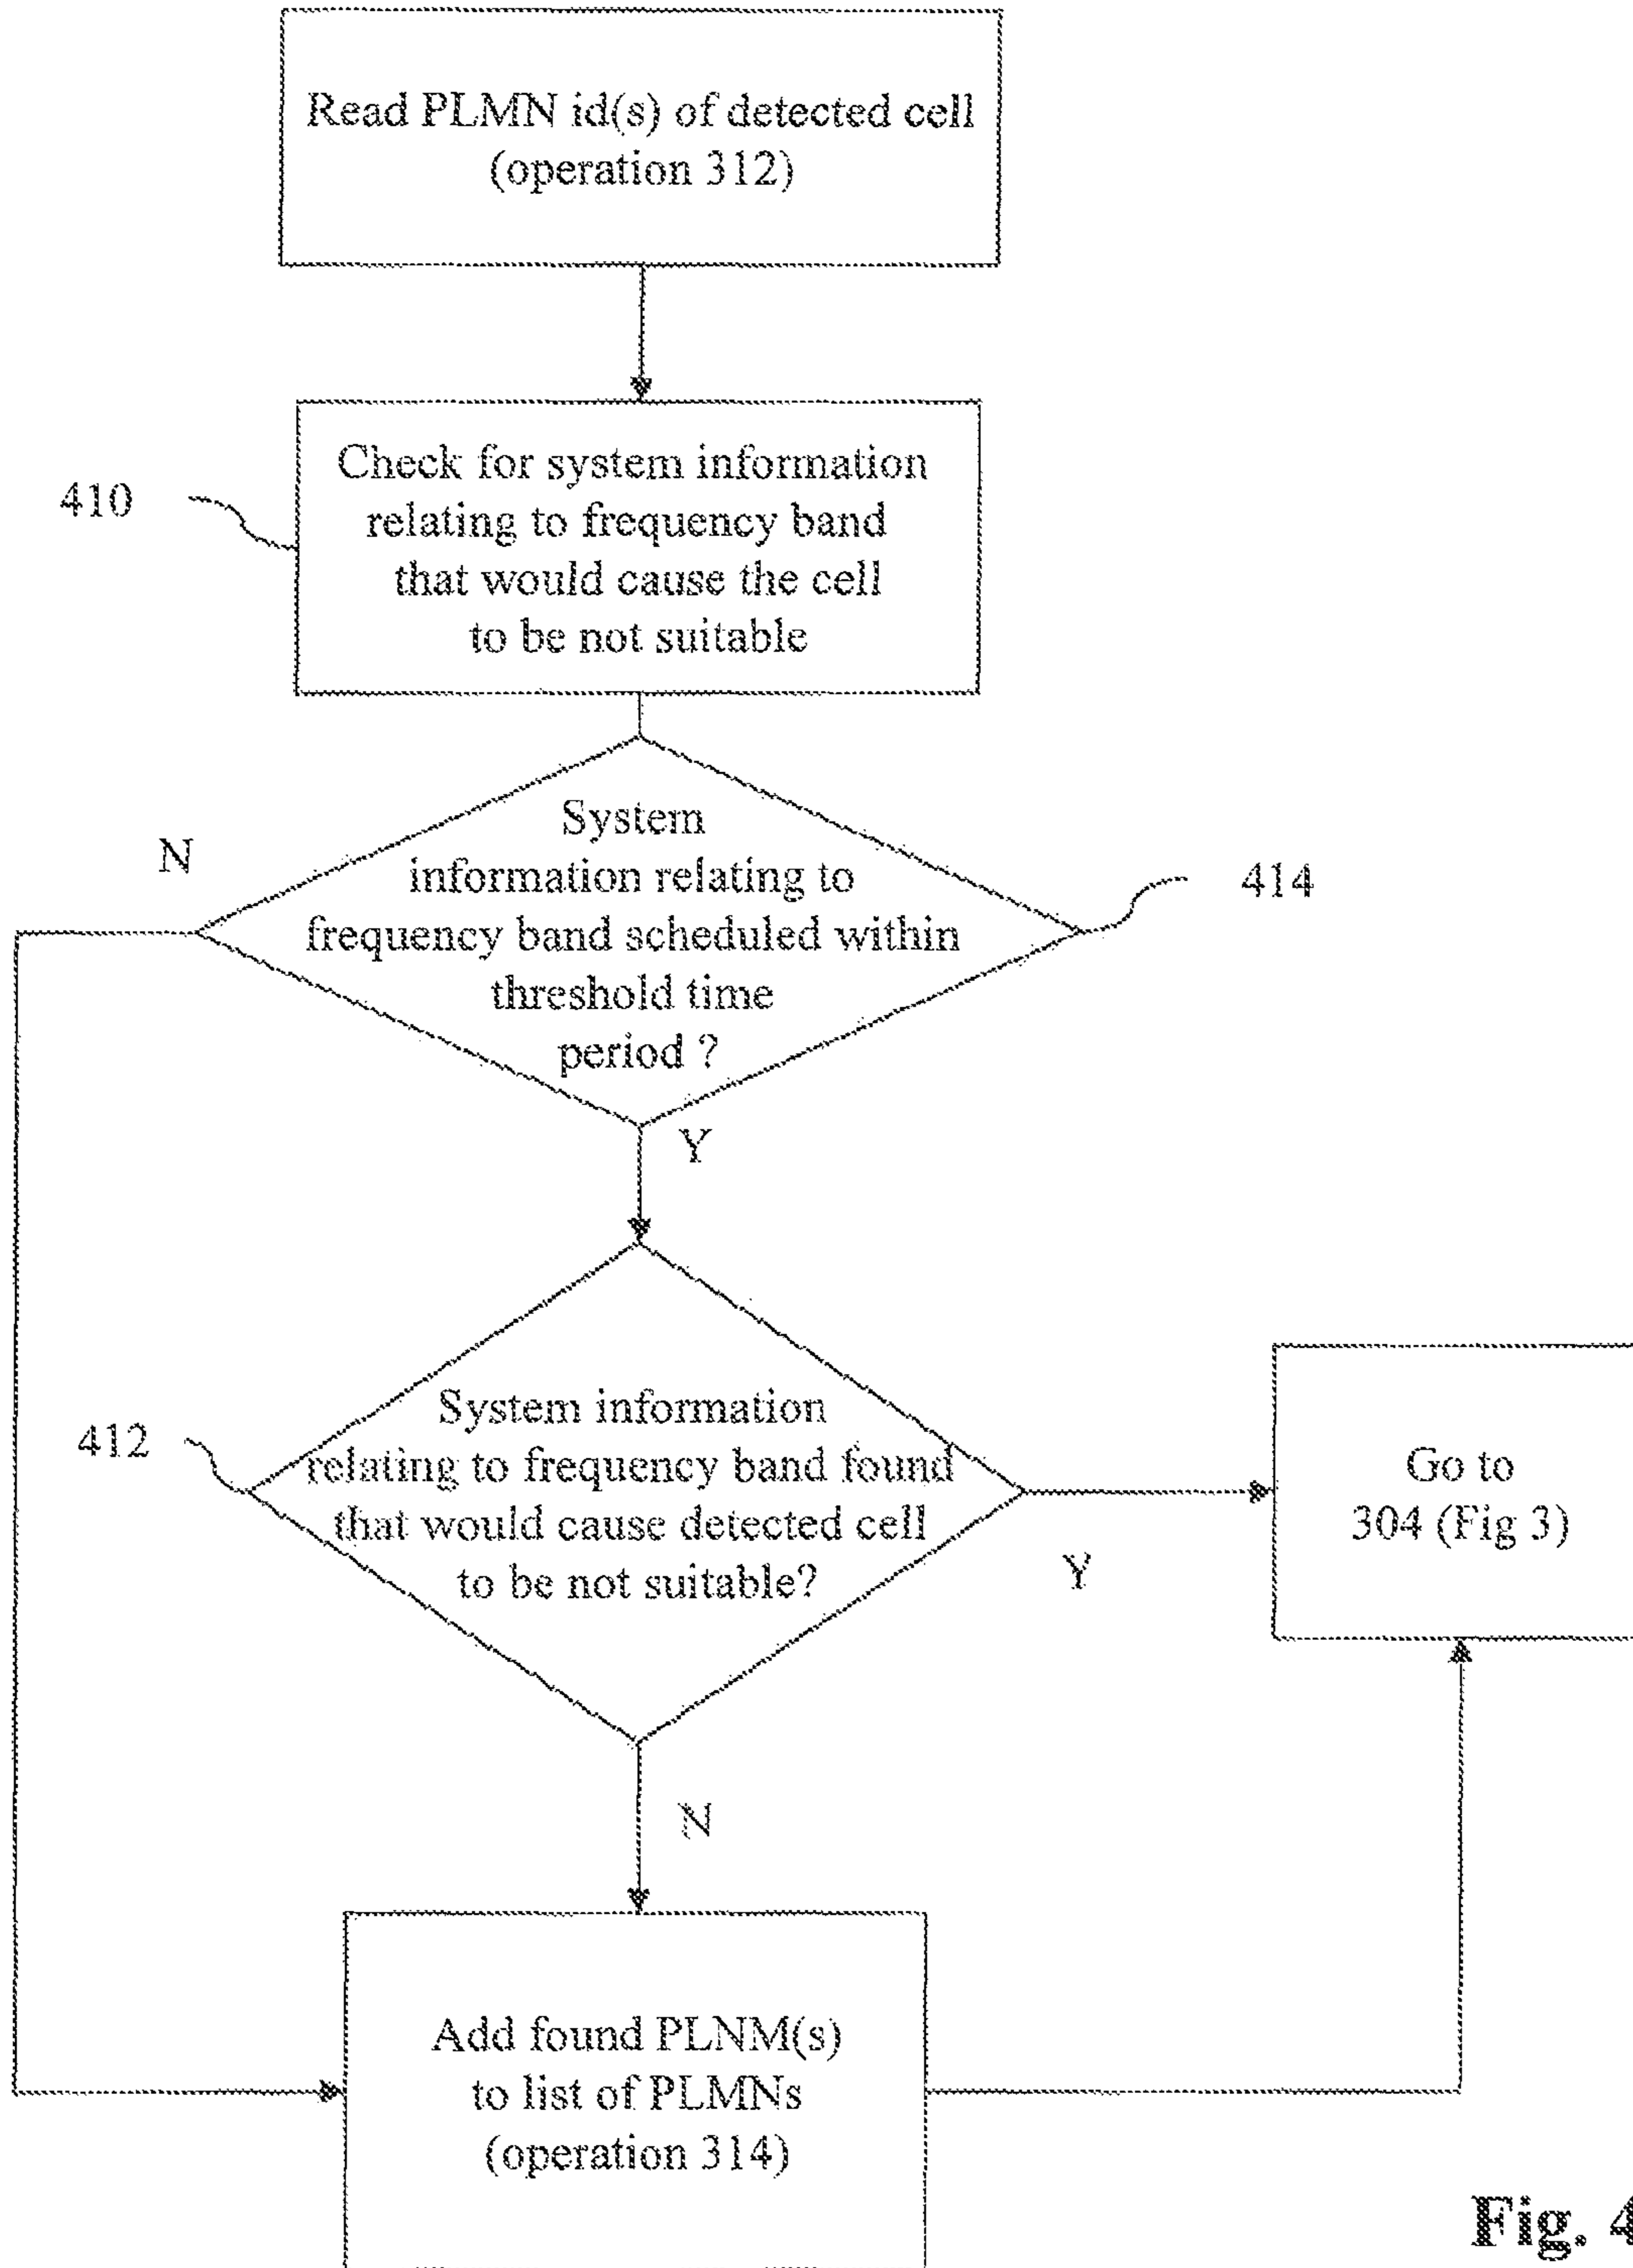 Read PLMN id(s) of detected cell
(operation 312)
410
Check for system information
relating to frequency band
that would cause the cell
to be not suitable
N
System
information relating to
frequency band scheduled within
threshold time
period ?
414
Y
412
System information
relating to frequency band found
that would cause detected cell
to be not suitable?
Y
Go to
304 (Fig 3)
N
Add found PLNM(s)
to list of PLMNs
(operation 314)
Fig. 4